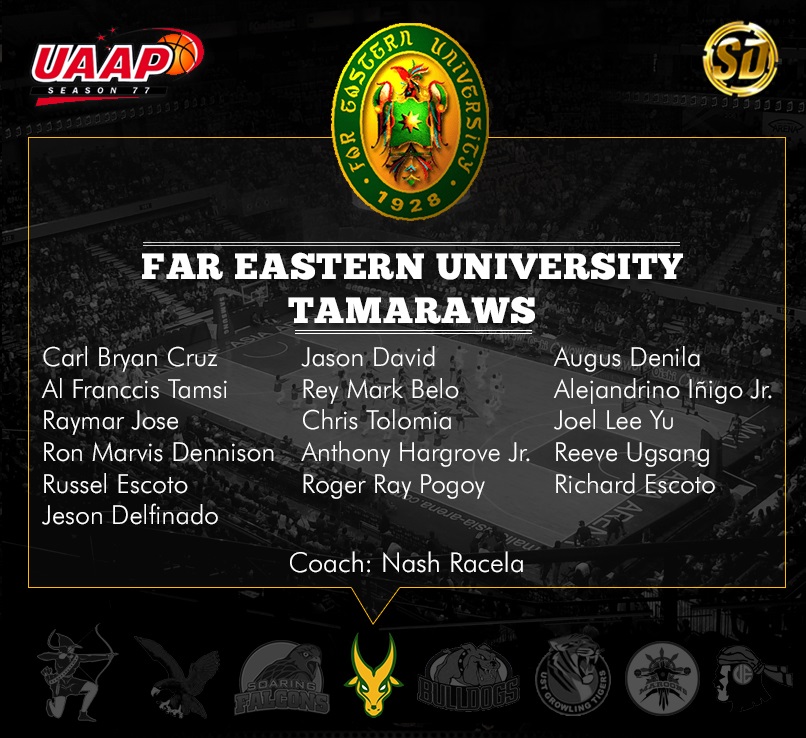 UAAP
SEASON 77
SD
FAR EASTERN UNIVERSITY
1928
FAR EASTERN UNIVERSITY
TAMARAWS
Carl Bryan Cruz
Al Franccis Tamsi
Raymar Jose
Ron Marvis Dennison
Russel Escoto
Jeson Delfinado
Jason David
Rey Mark Belo
Chris Tolomia
Anthony Hargrove Jr.
Roger Ray Pogoy
Augus Denila
Alejandrino Iñigo Jr.
Joel Lee Yu
Reeve Ugsang
Richard Escoto
Coach: Nash Racela
SOARING
FALCONS
BULLDOGS
UST GROWLING TIGERS
MAROONS
UE